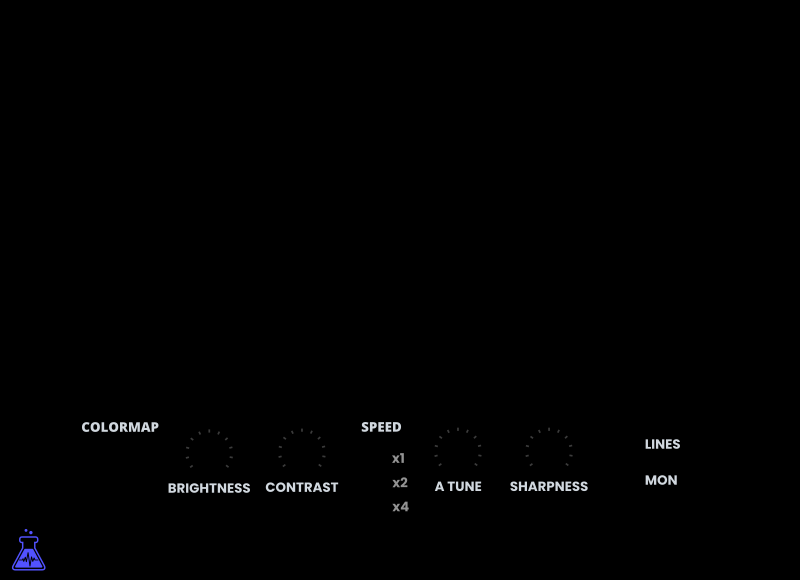 COLORMAP
SPEED
LINES
x1
MON
x2
A TUNE
SHARPNESS
BRIGHTNESS
CONTRAST
x4